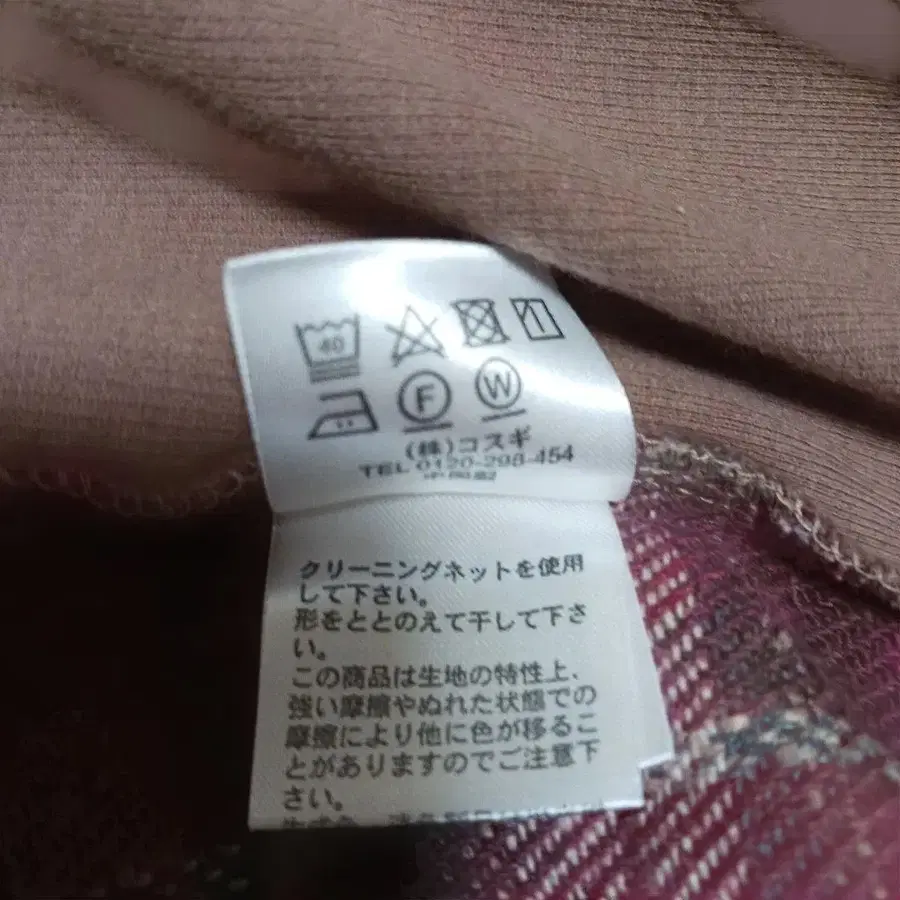 40
F
W
(株)コスギ
TEL 0120-298-454
クリーニングネットを使用
して下さい。
形をととのえて干して下さ
い。
この商品は生地の特性上、
強い摩擦やぬれた状態での
摩擦により他に色が移るこ
とがありますのでご注意下
さい。